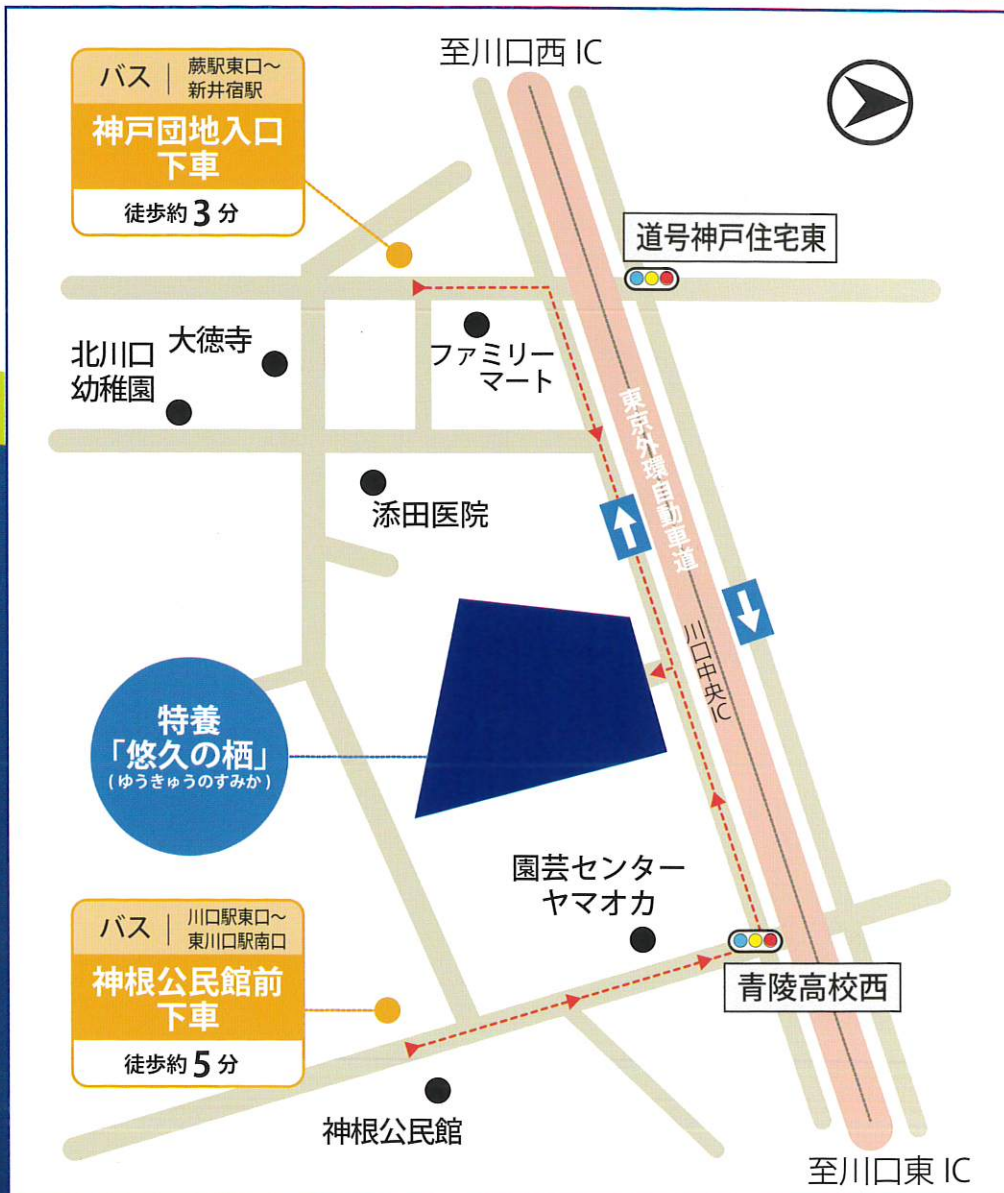 至川口西 IC
バス
蕨駅東口～
新井宿駅
神戸団地入口
下車
徒歩約 3 分
道号神戸住宅東
大徳寺
北川口
幼稚園
ファミリー
マート
東京外環自動車道
添田医院
川口中央IC
特養
「悠久の栖」
(ゆうきゅうのすみか)
園芸センター
ヤマオカ
バス
川口駅東口～
東川口駅南口
神根公民館前
下車
徒歩約 5 分
青陵高校西
神根公民館
至川口東 IC